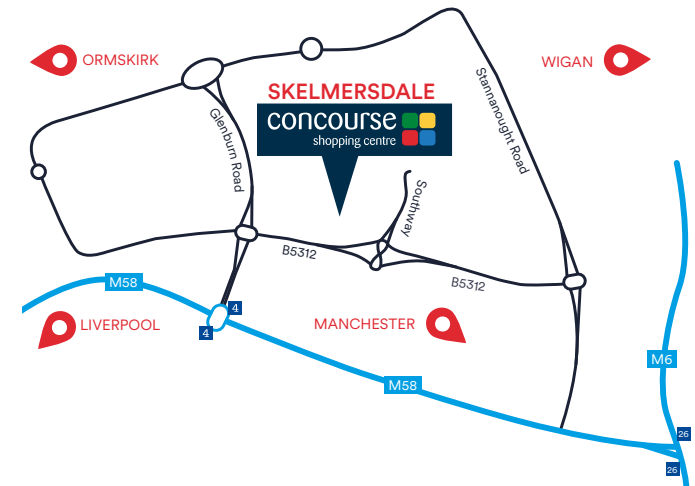 ORMSKIRK
WIGAN
SKELMERSDALE
concourse
shopping centre
Glenburn Road
Stannanought Road
Southway
B5312
B5312
M58
4
4
LIVERPOOL
MANCHESTER
M6
M58
26
26